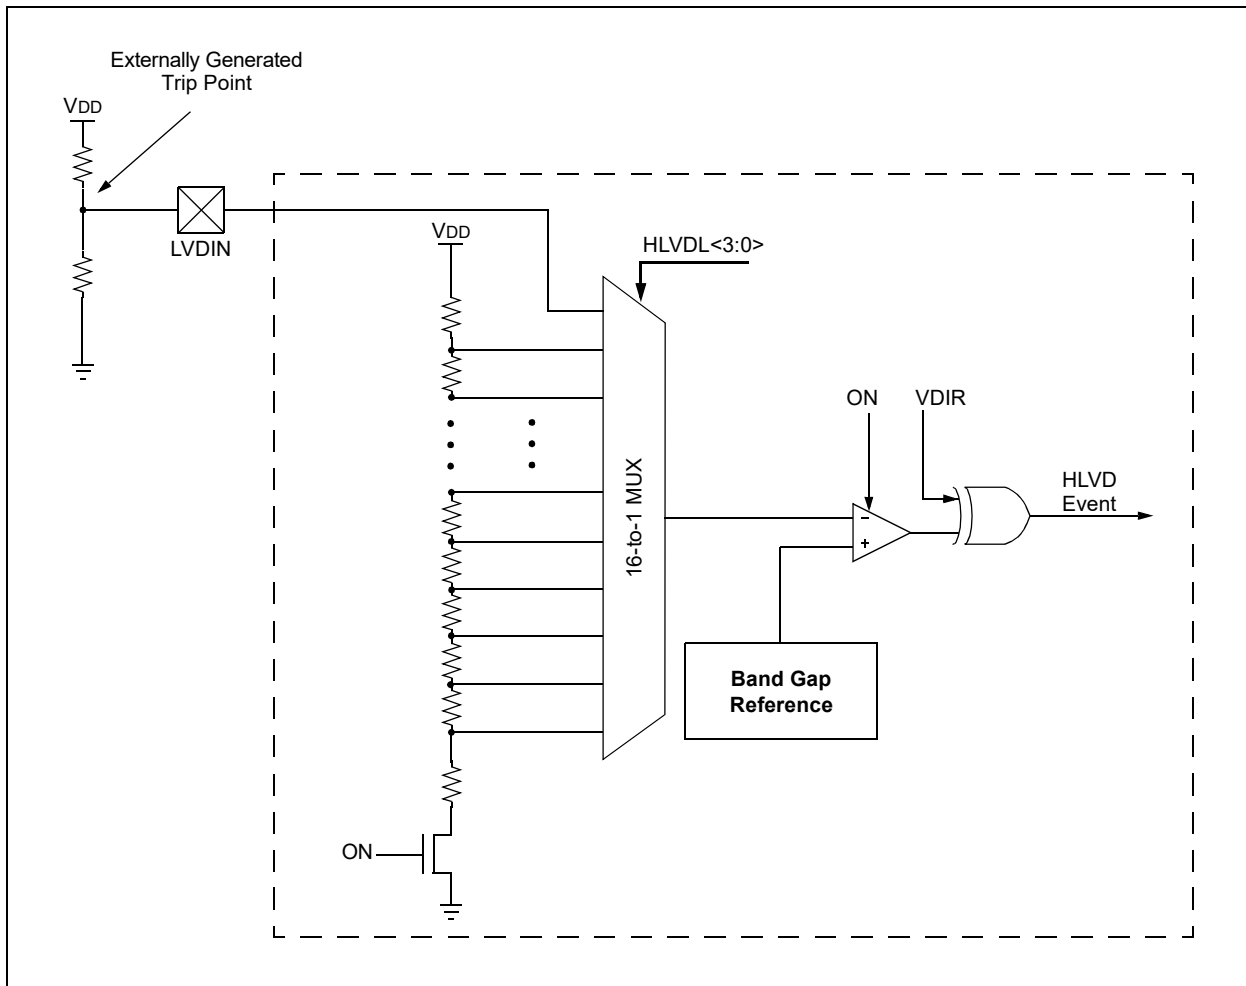 Externally Generated
Trip Point
VDD
LVDIN
VDD
HLVDL<3:0>
16-to-1 MUX
ON
VDIR
−
+
HLVD
Event
Band Gap
Reference
ON